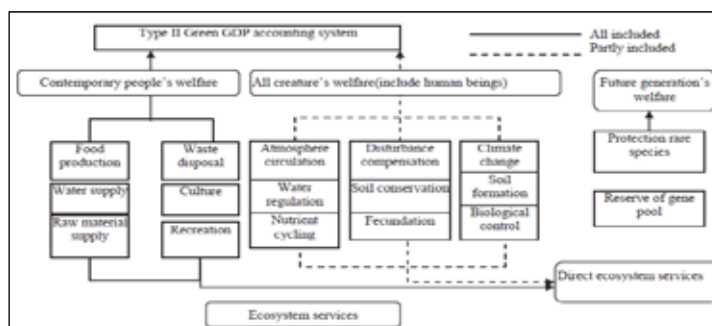 Type II Green GDP accounting system
All included
Partly included
Contemporary people's welfare
All creature's welfare(include human beings)
Future generation's
welfare
Food
production
Water supply
Raw material
supply
Waste
disposal
Culture
Recreation
Atmosphere
circulation
Water
regulation
Nutrient
cycling
Disturbance
compensation
Soil conservation
Fecundation
Climate
change
Soil
formation
Biological
control
Protection rare
species
Reserve of gene
pool
Direct ecosystem services
Ecosystem services